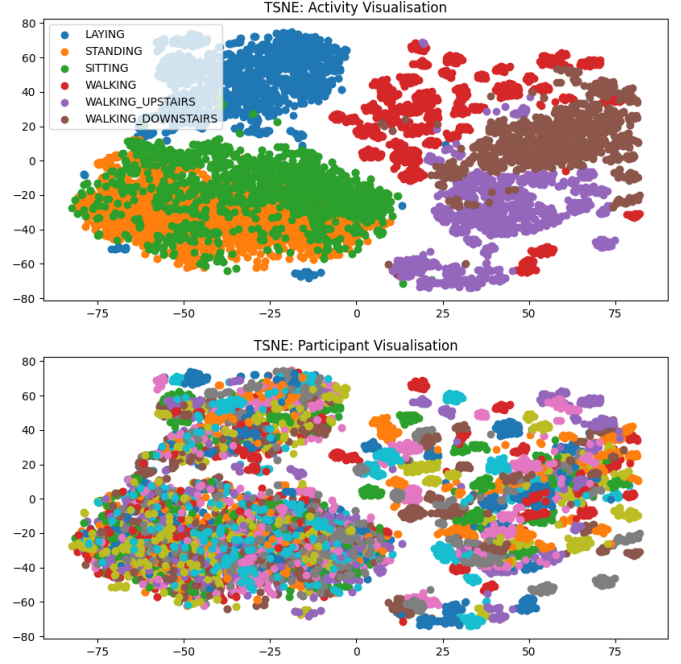 TSNE: Activity Visualisation
80
60
40
20
0
−20
−40
−60
−80
LAYING
STANDING
SITTING
WALKING
WALKING_UPSTAIRS
WALKING_DOWNSTAIRS
−75 −50 −25 0 25 50 75
TSNE: Participant Visualisation
80
60
40
20
0
−20
−40
−60
−80
−75 −50 −25 0 25 50 75